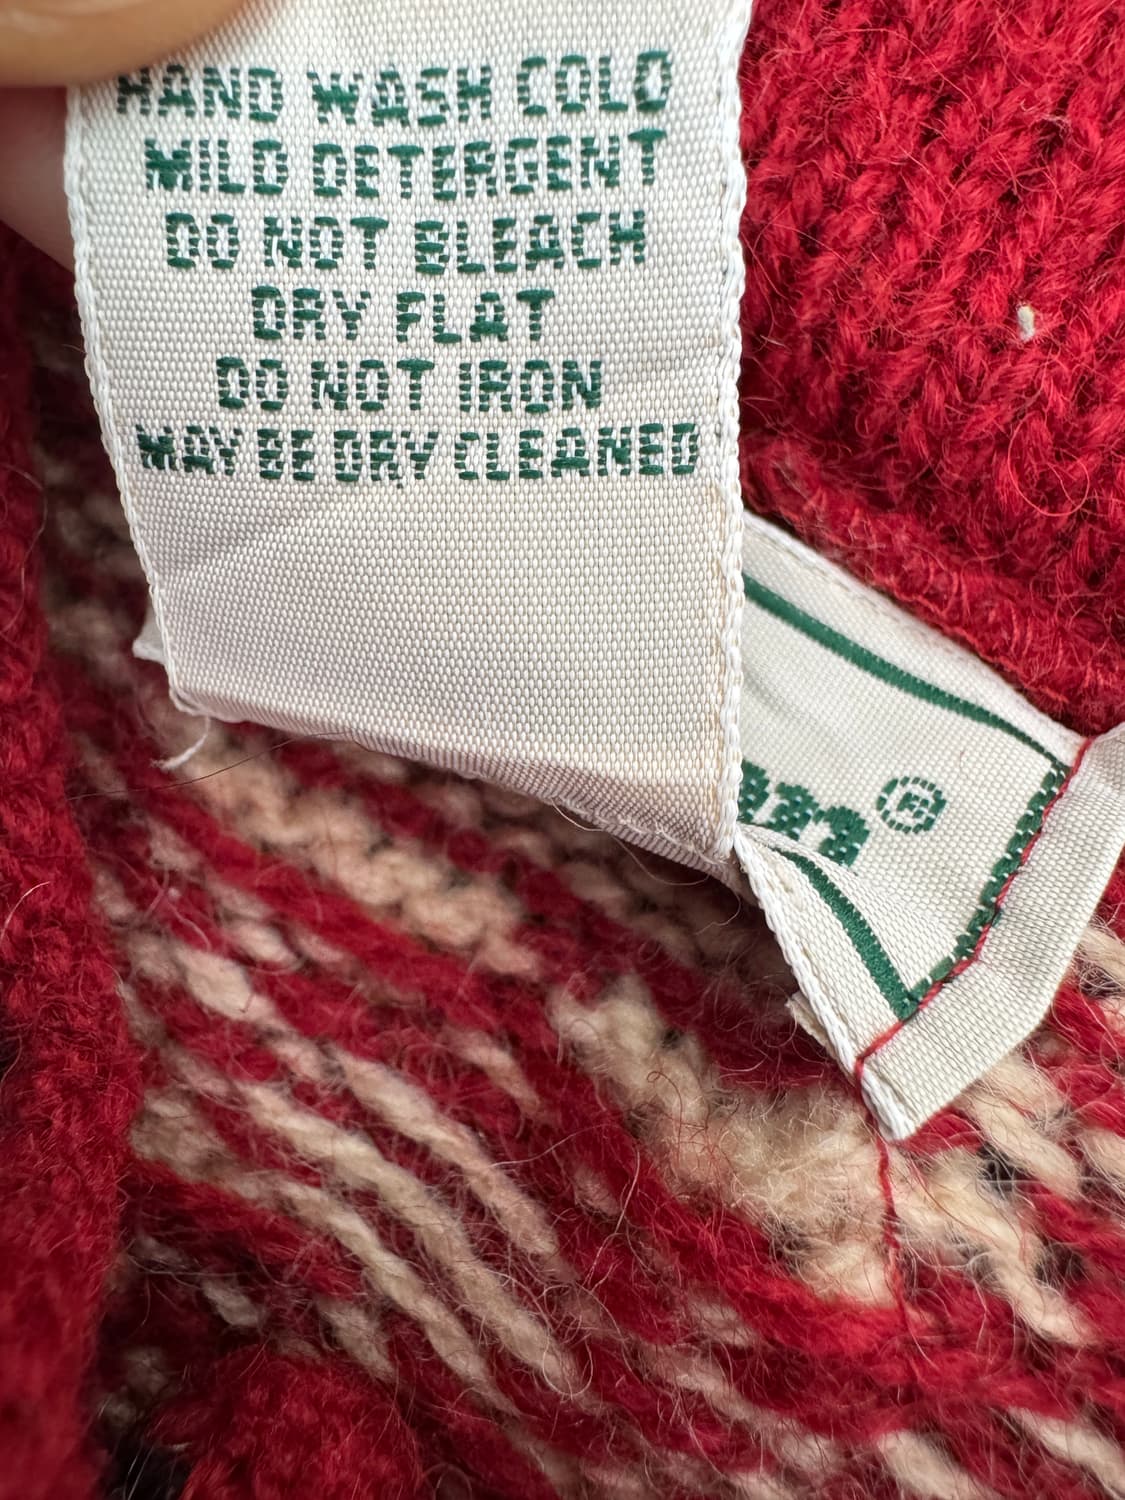 HAND WASH COLD
MILD DETERGENT
DO NOT BLEACH
DRY FLAT
DO NOT IRON
MAY BE DRY CLEANED
®